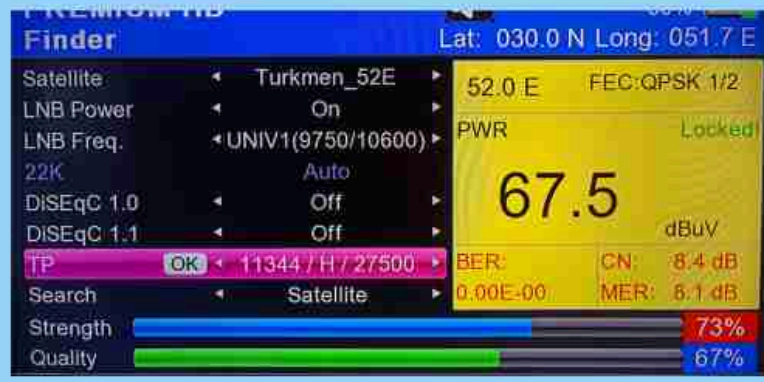 PREMIUM HD
Finder
Lat: 030.0 N Long: 051.7 E
Satellite Turkmen_52E
LNB Power On
LNB Freq. UNIV1(9750/10600)
22K Auto
DiSEqC 1.0 Off
DiSEqC 1.1 Off
TP OK 11344 / H / 27500
Search Satellite
Strength 73%
Quality 67%
52.0 E FEC:QPSK 1/2
PWR Locked!
67.5
dBuV
BER: CN: 8.4 dB
0.00E-00 MER: 8.1 dB